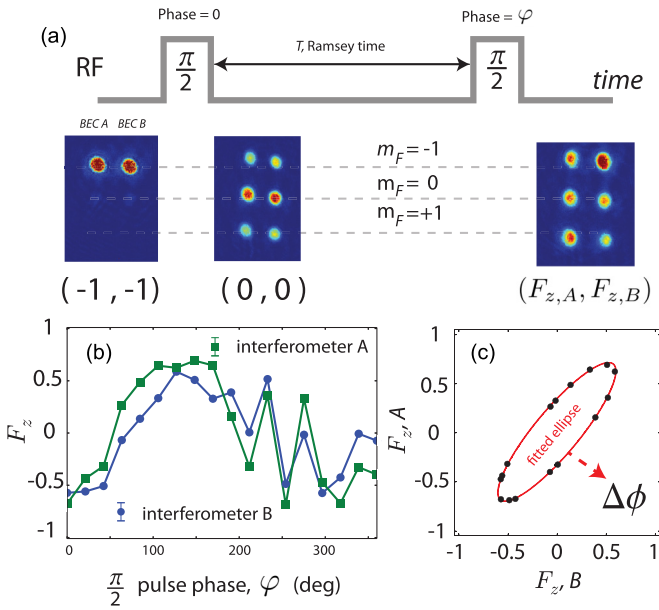 Phase = 0
Phase = φ
(a)
RF
π/2
T, Ramsey time
π/2
time
BEC A
BEC B
m_F = -1
m_F = 0
m_F = +1
(-1, -1)
(0, 0)
(F_{z,A}, F_{z,B})
(b)
interferometer A
interferometer B
F_z
1
0.5
0
-0.5
-1
0
100
200
300
π/2 pulse phase, φ (deg)
(c)
fitted ellipse
Δϕ
F_z, A
1
0.5
0
-0.5
-1
-1
-0.5
0
0.5
1
F_z, B